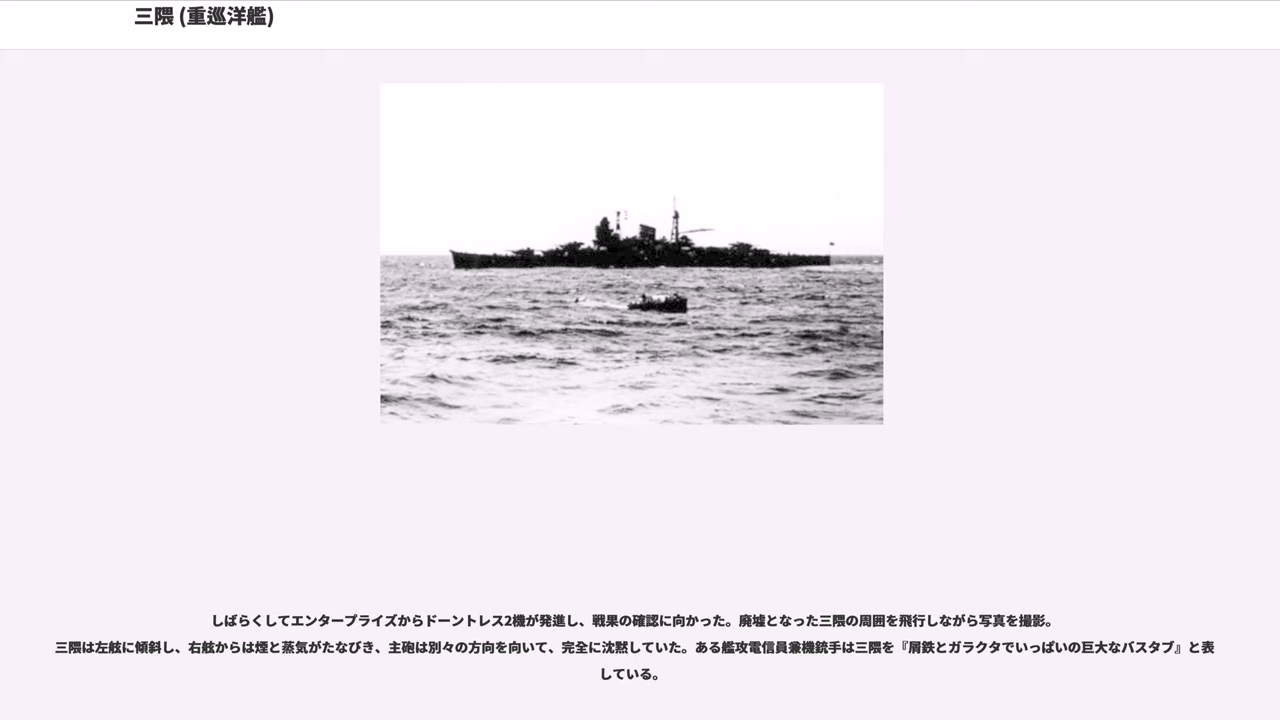 三隈 (重巡洋艦)
しばらくしてエンタープライズからドーントレス2機が発進し、戦果の確認に向かった。廃墟となった三隈の周囲を飛行しながら写真を撮影。
三隈は左舷に傾斜し、右舷からは煙と蒸気がたなびき、主砲は別々の方向を向いて、完全に沈黙していた。ある艦攻電信員兼機銃手は三隈を『屑鉄とガラクタでいっぱいの巨大なバスタブ』と表
している。